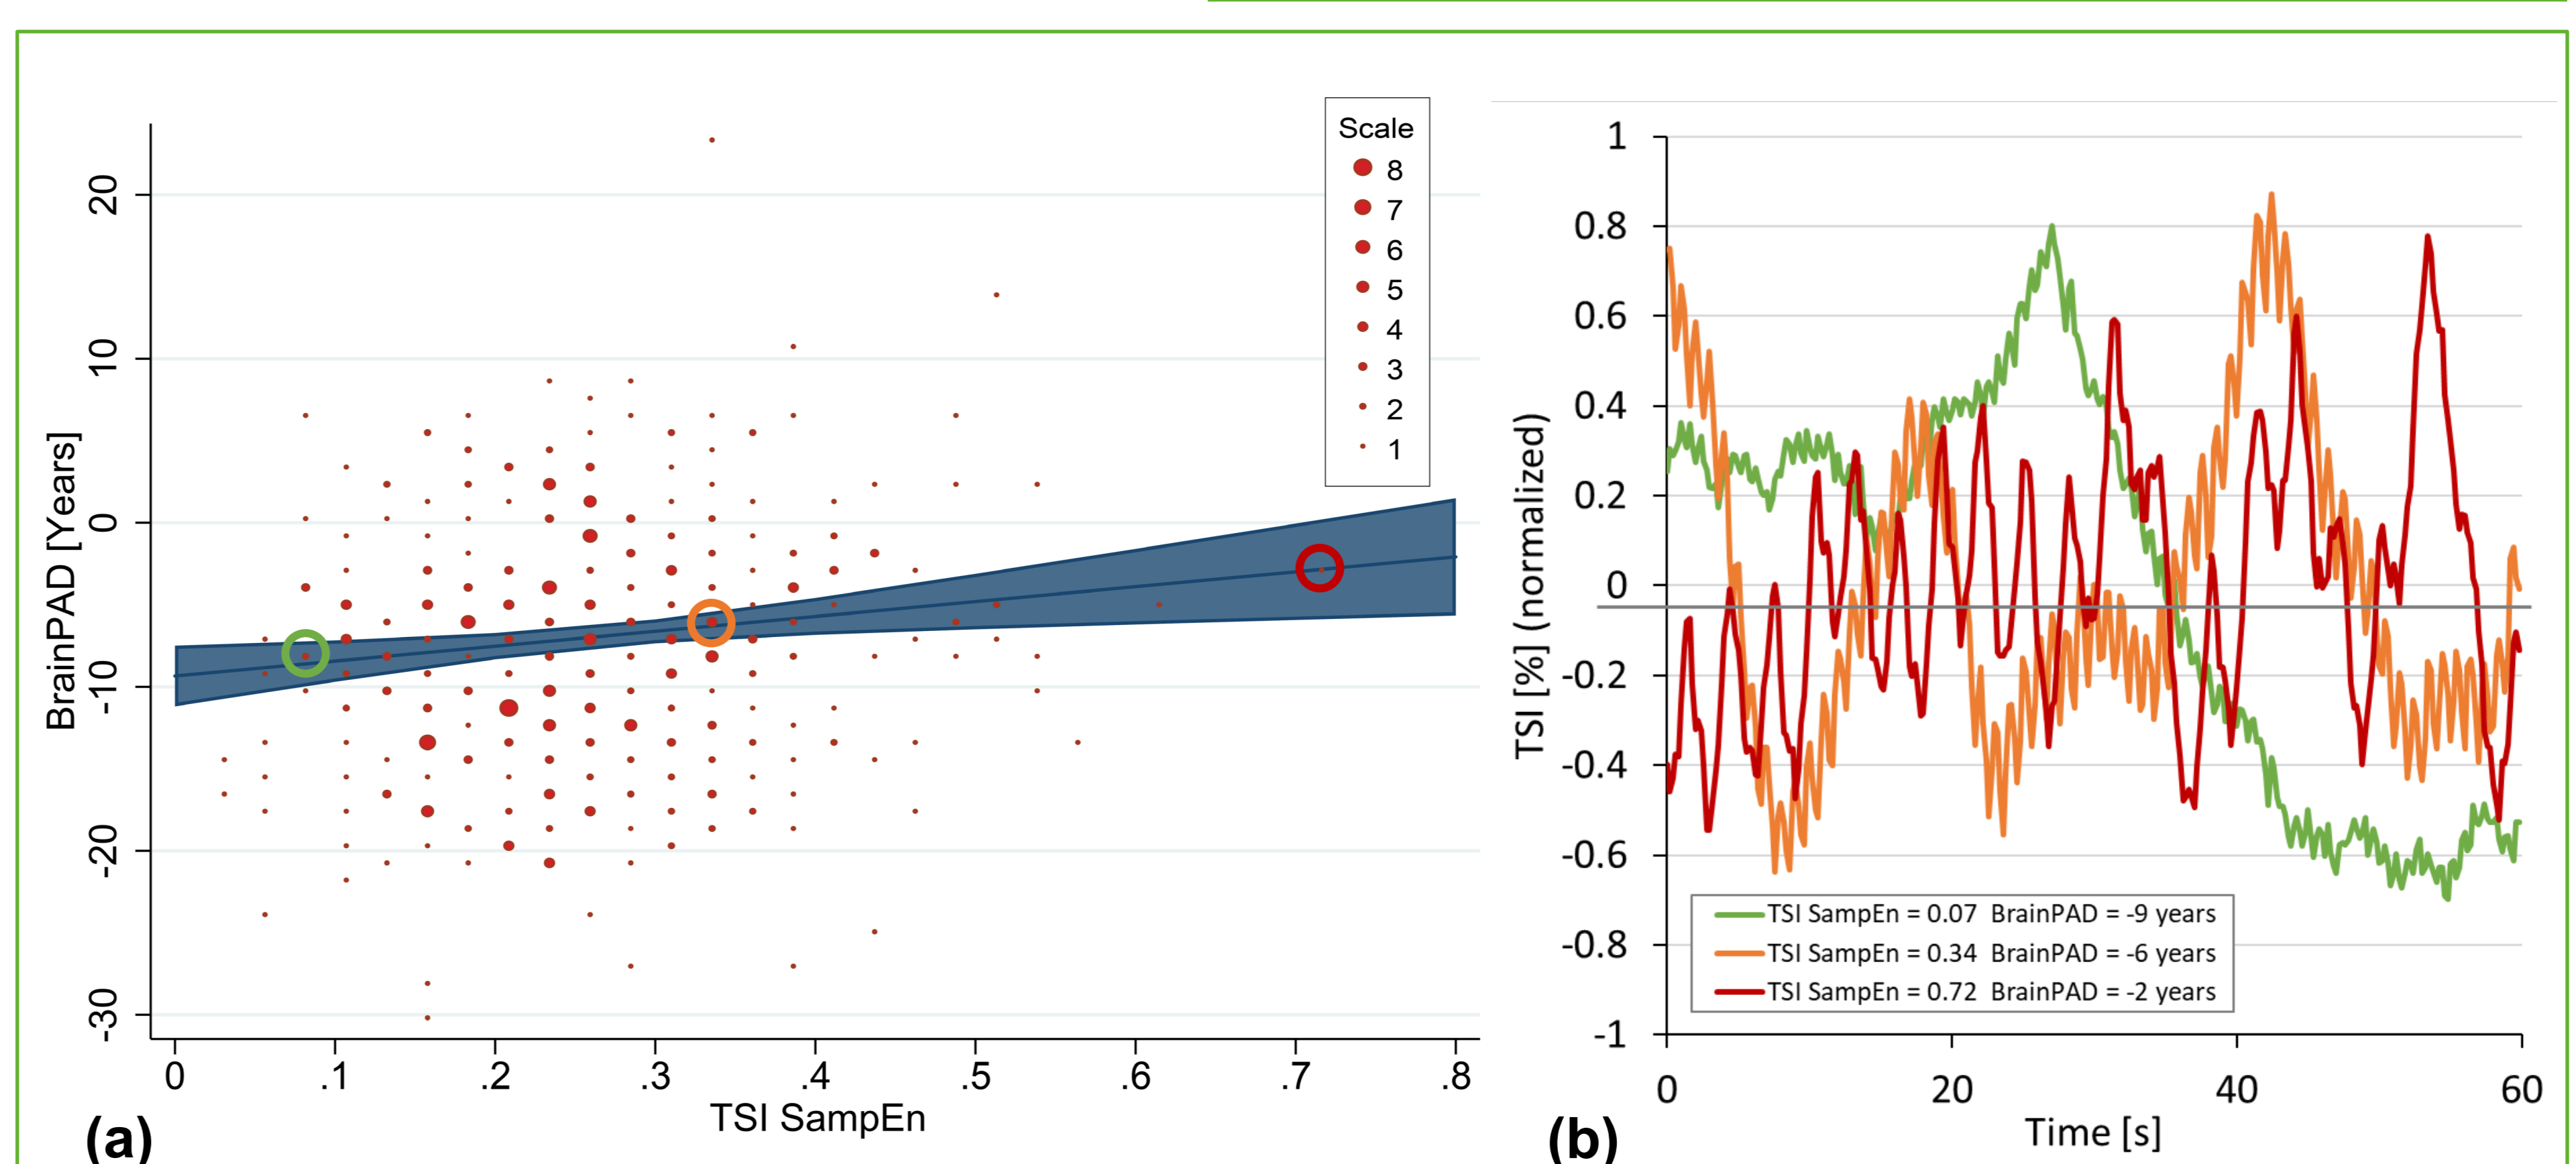 Scale
8
7
6
5
4
3
2
1
BrainPAD [Years]
20
10
0
-10
-20
-30
0 .1 .2 .3 .4 .5 .6 .7 .8
TSI SampEn
(a)
TSI [%] (normalized)
1
0.8
0.6
0.4
0.2
0
-0.2
-0.4
-0.6
-0.8
-1
TSI SampEn = 0.07 BrainPAD = -9 years
TSI SampEn = 0.34 BrainPAD = -6 years
TSI SampEn = 0.72 BrainPAD = -2 years
0 20 40 60
Time [s]
(b)